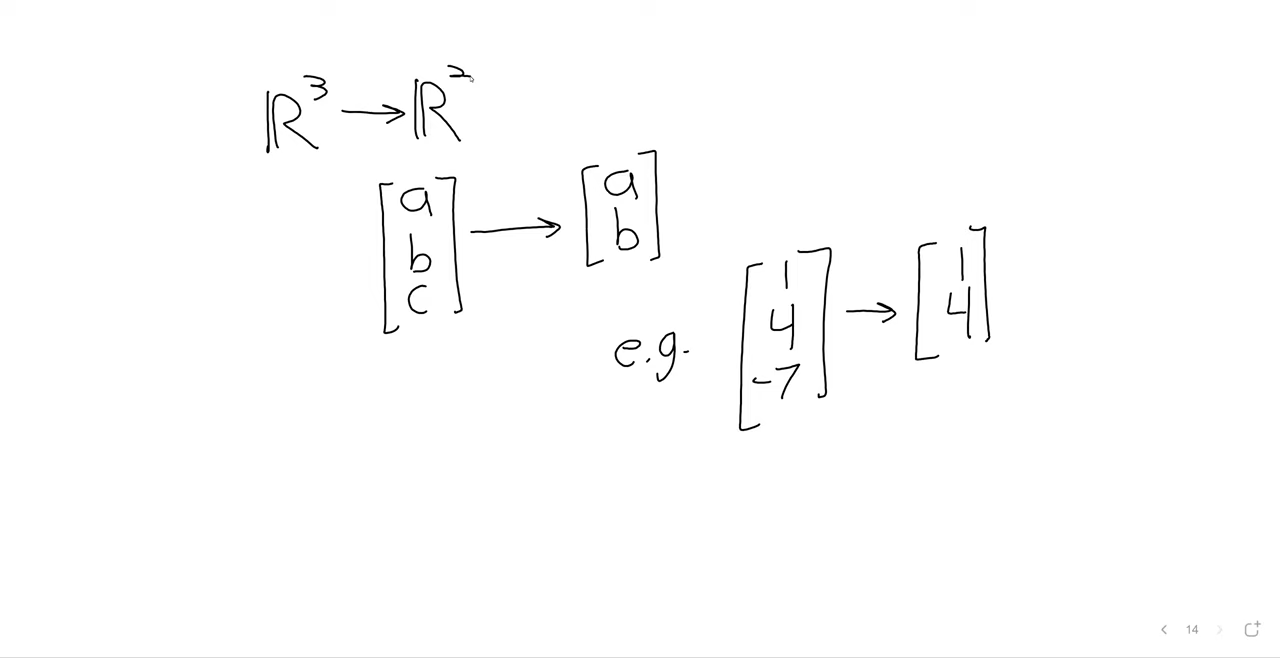 ℝ³ → ℝ²
[a b c] → [a b]
e.g. [1 4 -7] → [1 4]
< 14 >